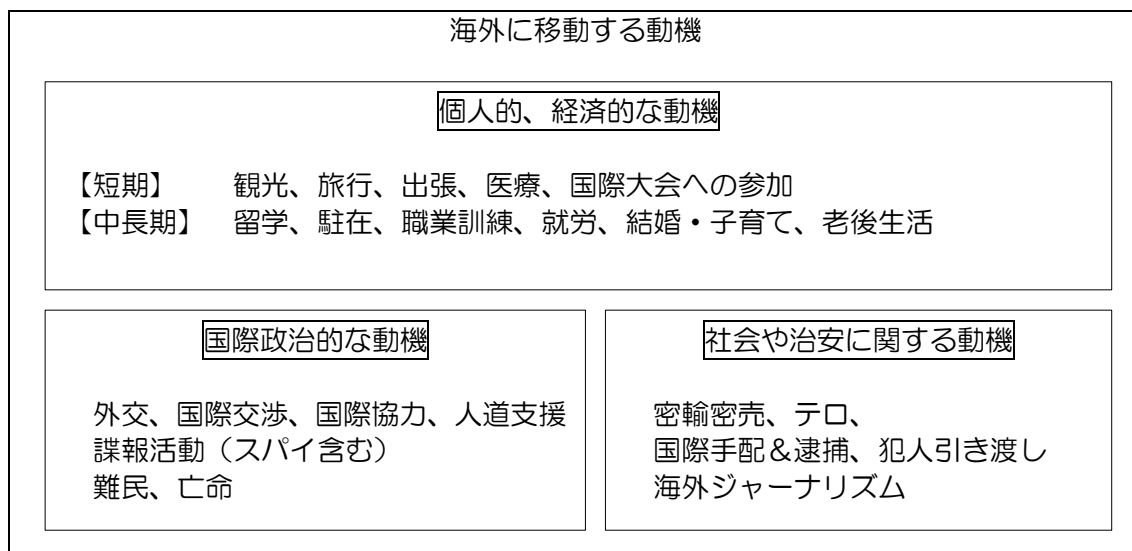 海外に移動する動機
個人的、経済的な動機
【短期】　　観光、旅行、出張、医療、国際大会への参加
【中長期】　留学、駐在、職業訓練、就労、結婚・子育て、老後生活
国際政治的な動機
外交、国際交渉、国際協力、人道支援
諜報活動（スパイ含む）
難民、亡命
社会や治安に関する動機
密輸密売、テロ、
国際手配＆逮捕、犯人引き渡し
海外ジャーナリズム